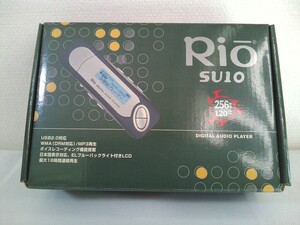 Rio
SU10
256
120
DIGITAL AUDIO PLAYER
USB2.0対応
WMA(DRM対応)/MP3再生
ボイスレコーディング機能搭載
日本語表示対応、ELブルーバックライト付きLCD
最大18時間連続再生